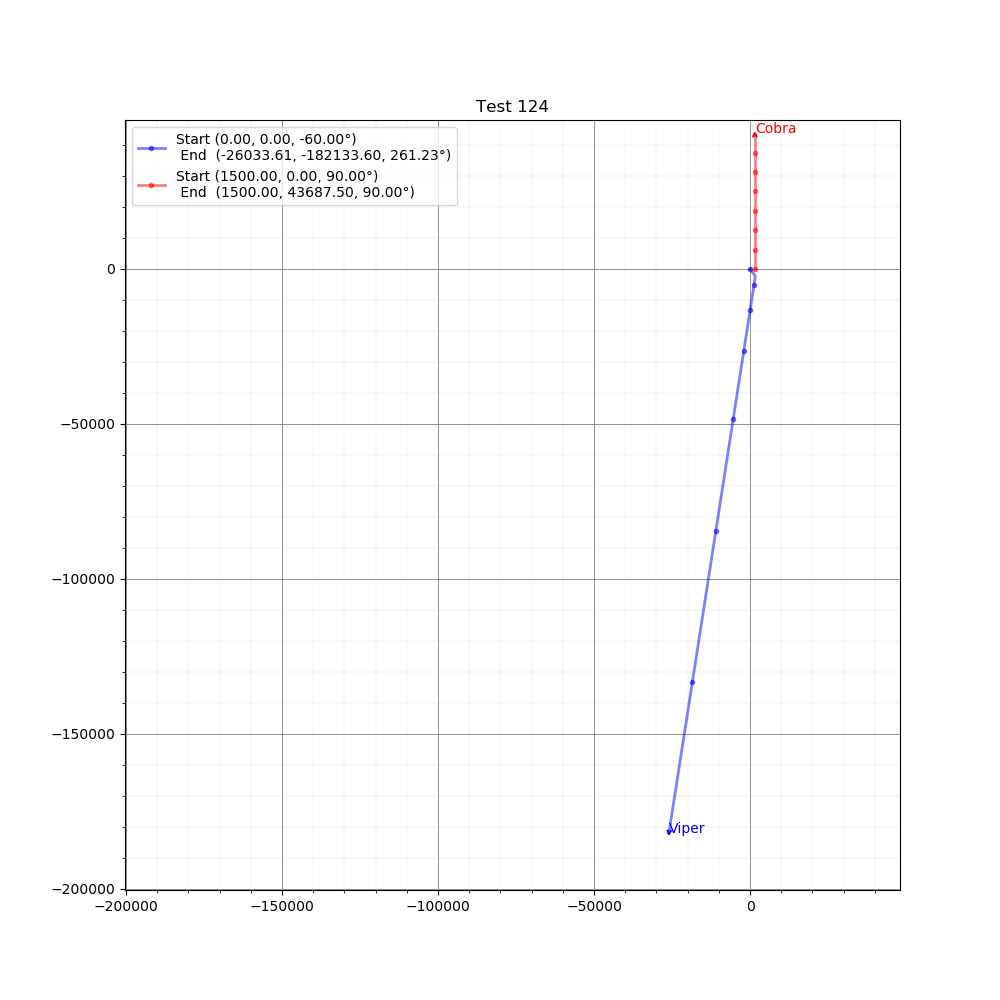 Test 124
Start (0.00, 0.00, -60.00°)
End  (-26033.61, -182133.60, 261.23°)
Start (1500.00, 0.00, 90.00°)
End  (1500.00, 43687.50, 90.00°)
Cobra
0
−50000
−100000
−150000
−200000
Viper
−200000 −150000 −100000 −50000 0